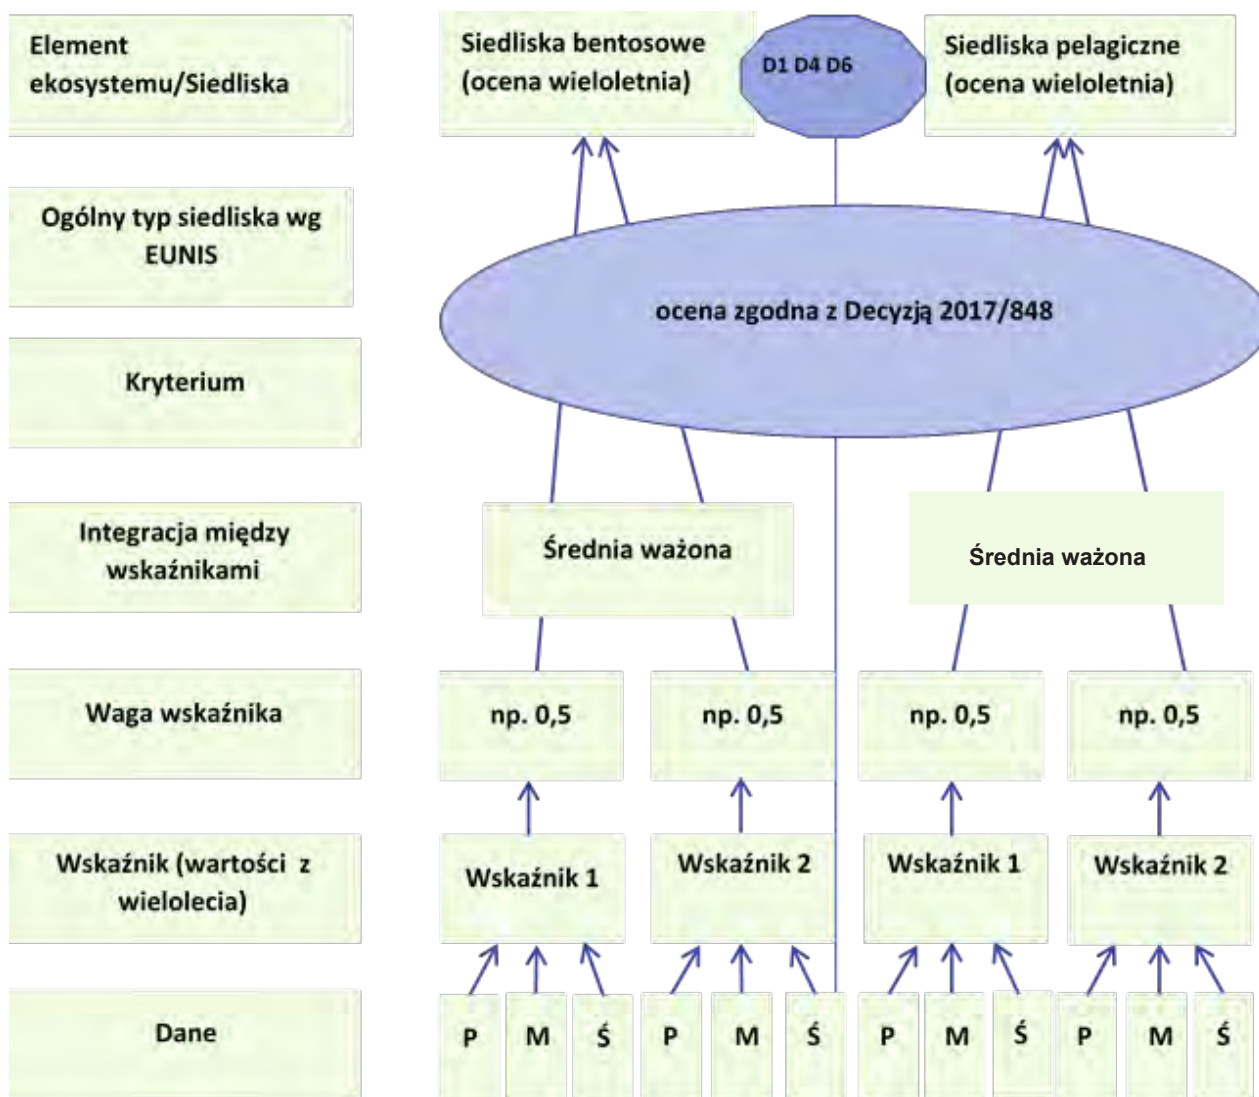 Element
ekosystemu/Siedliska
Siedliska bentosowe
(ocena wieloletnia)
D1 D4 D6
Siedliska pelagiczne
(ocena wieloletnia)
Ogólny typ siedliska wg
EUNIS
ocena zgodna z Decyzją 2017/848
Kryterium
Integracja między
wskaźnikami
Średnia ważona
Średnia ważona
Waga wskaźnika
np. 0,5
np. 0,5
np. 0,5
np. 0,5
Wskaźnik (wartości z
wielolecia)
Wskaźnik 1
Wskaźnik 2
Wskaźnik 1
Wskaźnik 2
Dane
P
M
Ś
P
M
Ś
P
M
Ś
P
M
Ś